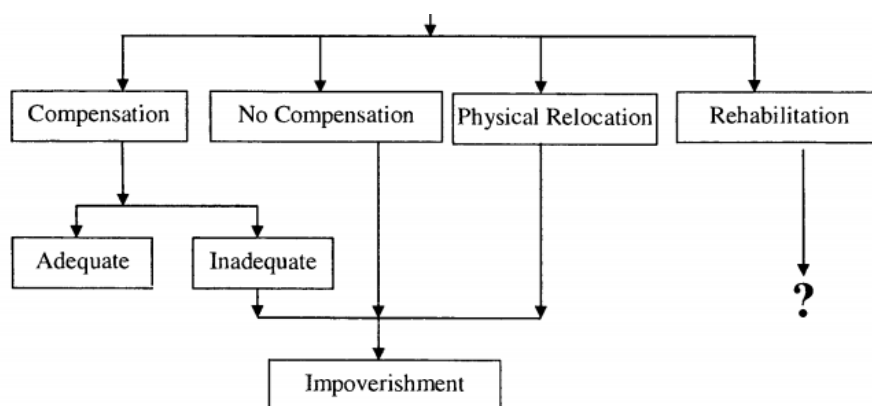 Compensation
No Compensation
Physical Relocation
Rehabilitation
Adequate
Inadequate
?
Impoverishment